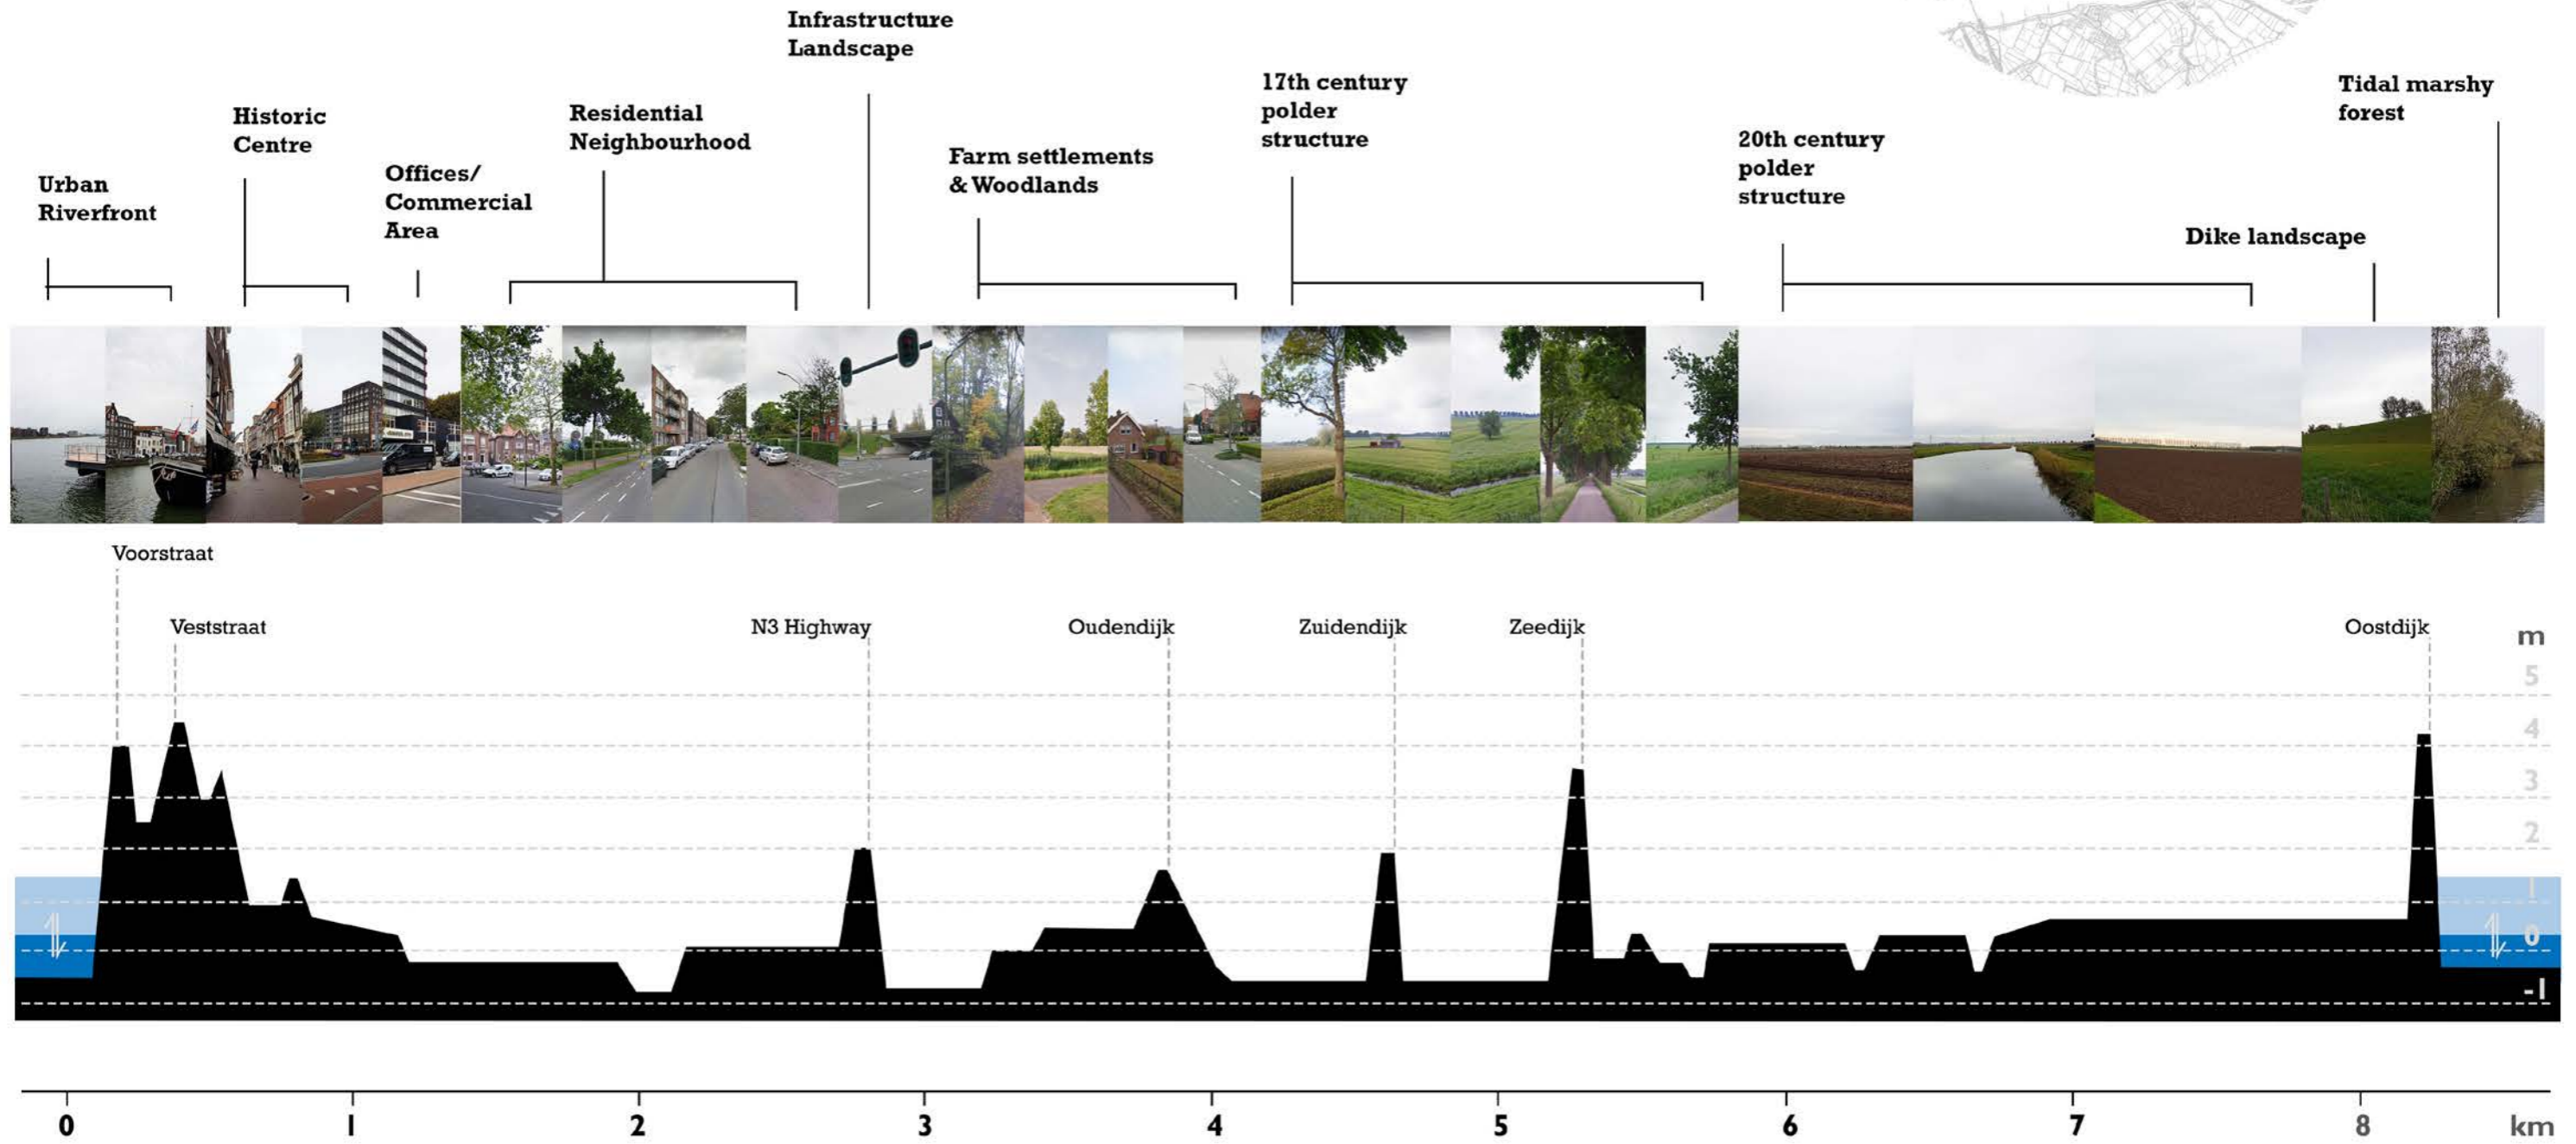 Infrastructure
Landscape
17th century
polder
structure
Tidal marshy
forest
Historic
Centre
Residential
Neighbourhood
20th century
polder
structure
Farm settlements
& Woodlands
Offices/
Commercial
Area
Urban
Riverfront
Dike landscape
Voorstraat
Veststraat
N3 Highway
Oudendijk
Zuidendijk
Zeedijk
Oostdijk
m
5
4
3
2
1
0
-1
0 1 2 3 4 5 6 7 8 km